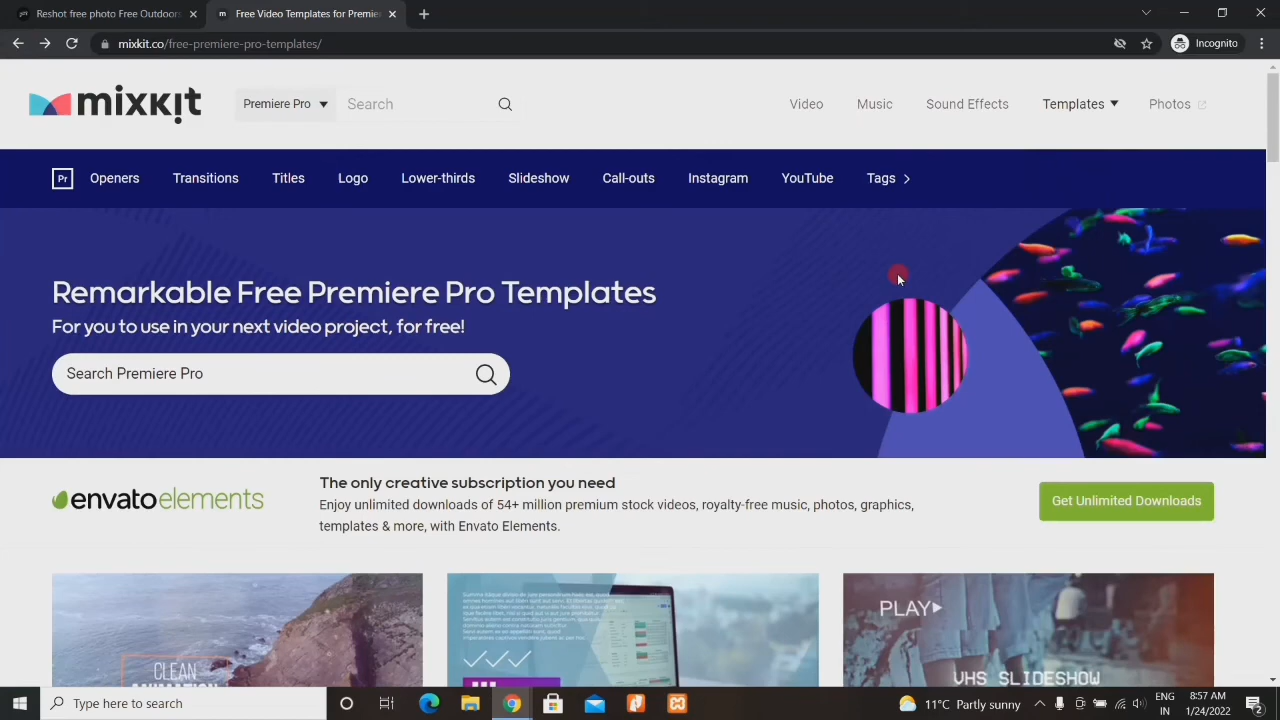 Reshot free photo Free Outdoors
Free Video Templates for Premie
mixkit.co/free-premiere-pro-templates/
Incognito
mixkit
Premiere Pro
Search
Video
Music
Sound Effects
Templates
Photos
Pr
Openers
Transitions
Titles
Logo
Lower-thirds
Slideshow
Call-outs
Instagram
YouTube
Tags
Remarkable Free Premiere Pro Templates
For you to use in your next video project, for free!
Search Premiere Pro
envatoelements
The only creative subscription you need
Enjoy unlimited downloads of 54+ million premium stock videos, royalty-free music, photos, graphics,
templates & more, with Envato Elements.
Get Unlimited Downloads
CLEAN
PLAY
VHS SLIDESHOW
Type here to search
11°C Partly sunny
ENG
IN
8:57 AM
1/24/2022
2